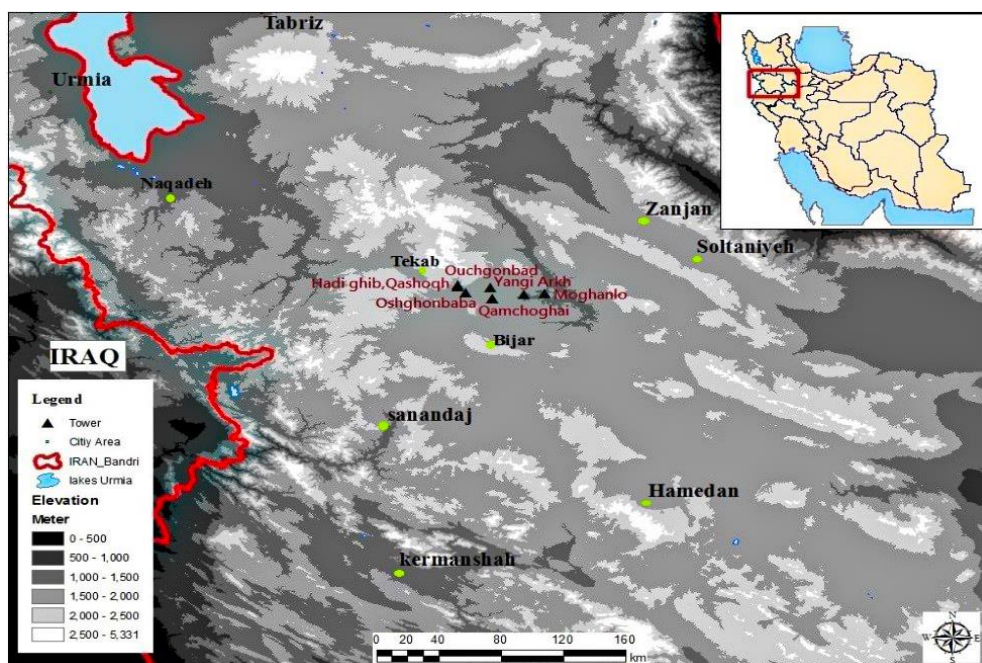 Tabriz
Urmia
Naqadeh
Zanjan
Soltaniyeh
Tekab
Ouchgonbad
Hadi ghib,Qashoqh
Yangi Arkh
Moghanlo
Oshghonbaba
Qamchoghai
Bijar
IRAQ
sanandaj
Hamedan
kermanshah
Legend
Tower
Citiy Area
IRAN_Bandri
lakes Urmia
Elevation
Meter
0 - 500
500 - 1,000
1,000 - 1,500
1,500 - 2,000
2,000 - 2,500
2,500 - 5,331
0 20 40 80 120 160
km
N
W E
S